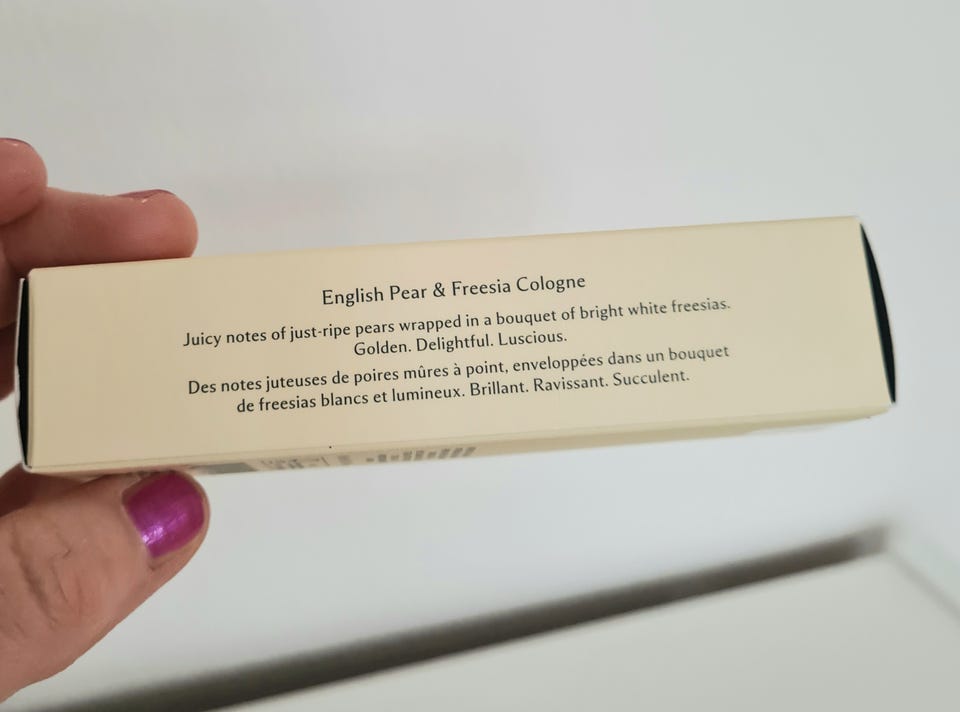 English Pear & Freesia Cologne
Juicy notes of just-ripe pears wrapped in a bouquet of bright white freesias.
Golden. Delightful. Luscious.
Des notes juteuses de poires mûres à point, enveloppées dans un bouquet
de freesias blancs et lumineux. Brillant. Ravissant. Succulent.